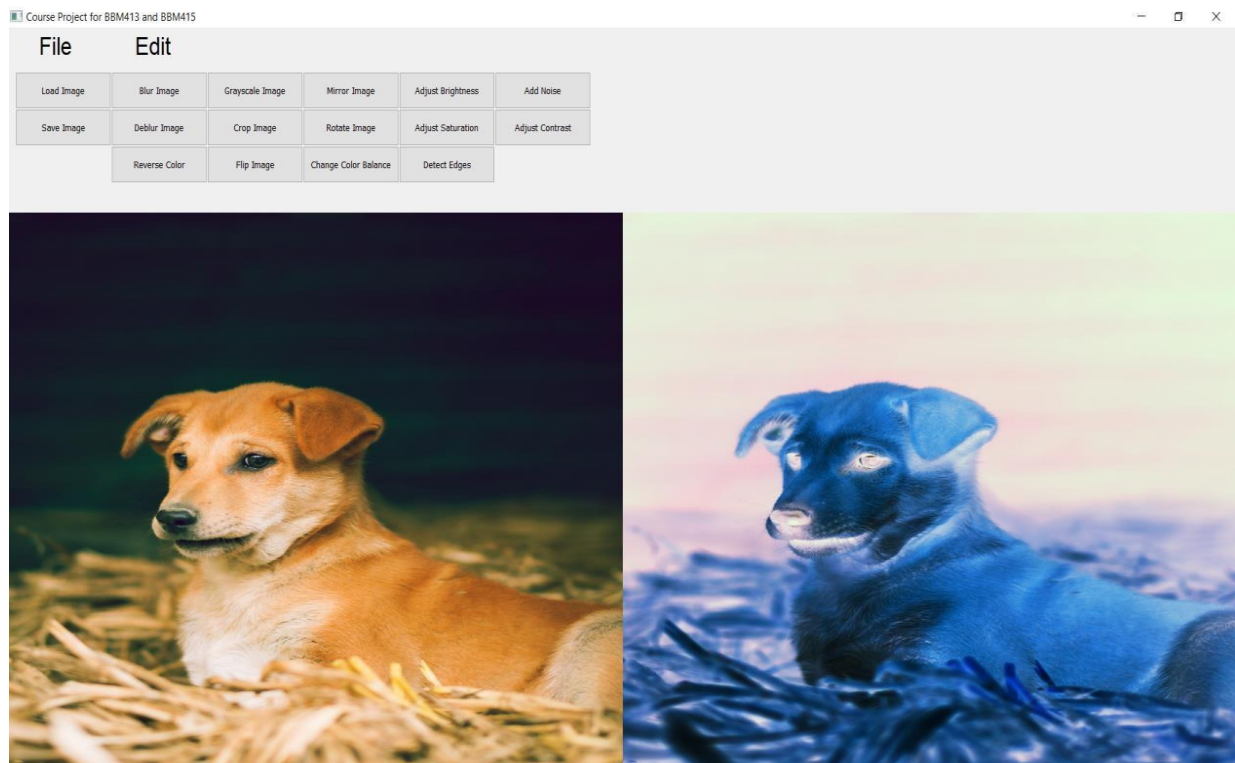 Course Project for BBM413 and BBM415
File Edit
Load Image Blur Image Grayscale Image Mirror Image Adjust Brightness Add Noise
Save Image Deblur Image Crop Image Rotate Image Adjust Saturation Adjust Contrast
Reverse Color Flip Image Change Color Balance Detect Edges